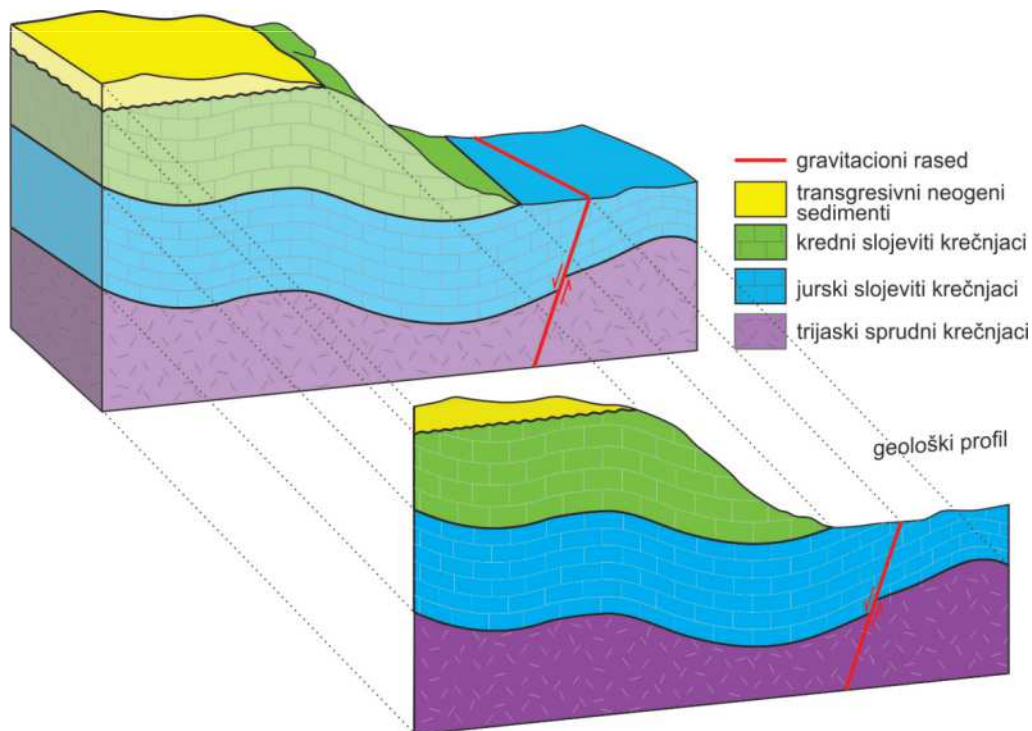 gravitacioni rased
transgresivni neogeni
sedimenti
kredni slojeviti krečnjaci
jurski slojeviti krečnjaci
trijaski sprudni krečnjaci
geološki profil